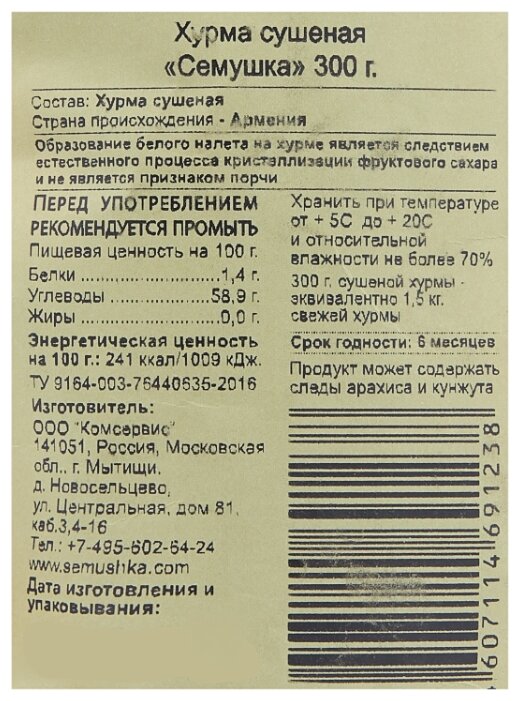 Хурма сушеная
«Семушка» 300 г.
Состав: Хурма сушеная
Страна происхождения - Армения
Образование белого налета на хурме является следствием
естественного процесса кристаллизации фруктового сахара
и не является признаком порчи
ПЕРЕД УПОТРЕБЛЕНИЕМ
РЕКОМЕНДУЕТСЯ ПРОМЫТЬ
Пищевая ценность на 100 г.
Белки ........................1,4 г.
Углеводы ..................58,9 г.
Жиры .........................0,0 г.
Энергетическая ценность
на 100 г.: 241 ккал/1009 кДж.
ТУ 9164-003-76440635-2016
Изготовитель:
ООО "Комсервис"
141051, Россия, Московская
обл., г. Мытищи,
д. Новосельцево,
ул. Центральная, дом 81,
каб.3,4-16
Тел.: +7-495-602-64-24
www.semushka.com
Дата изготовления и
упаковывания:
Хранить при температуре
от + 5С до + 20С
и относительной
влажности не более 70%
300 г. сушеной хурмы -
эквивалентно 1,5 кг.
свежей хурмы
Срок годности: 6 месяцев
Продукт может содержать
следы арахиса и кунжута
4607114691238